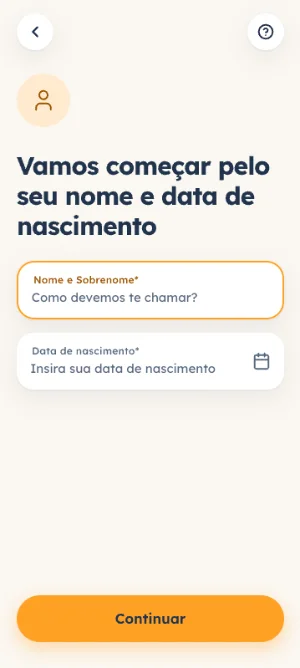 Vamos começar pelo
seu nome e data de
nascimento
Nome e Sobrenome*
Como devemos te chamar?
Data de nascimento*
Insira sua data de nascimento
Continuar